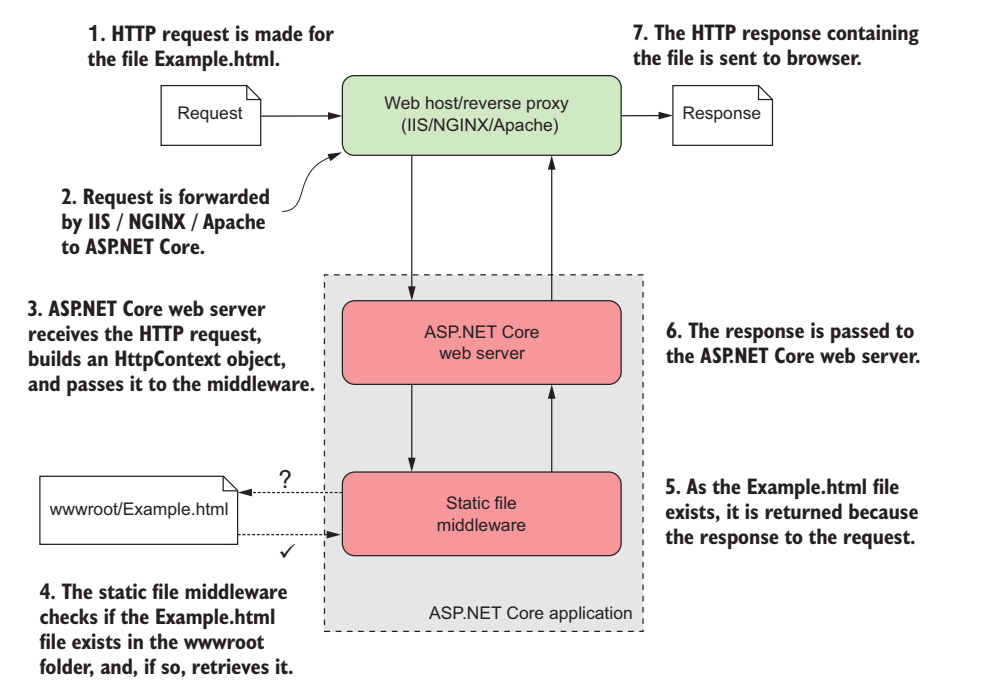 1. HTTP request is made for
the file Example.html.
7. The HTTP response containing
the file is sent to browser.
Request
Web host/reverse proxy
(IIS/NGINX/Apache)
Response
2. Request is forwarded
by IIS / NGINX / Apache
to ASP.NET Core.
3. ASP.NET Core web server
receives the HTTP request,
builds an HttpContext object,
and passes it to the middleware.
ASP.NET Core
web server
6. The response is passed to
the ASP.NET Core web server.
?
wwwroot/Example.html
✓
Static file
middleware
5. As the Example.html file
exists, it is returned because
the response to the request.
4. The static file middleware
checks if the Example.html
file exists in the wwwroot
folder, and, if so, retrieves it.
ASP.NET Core application